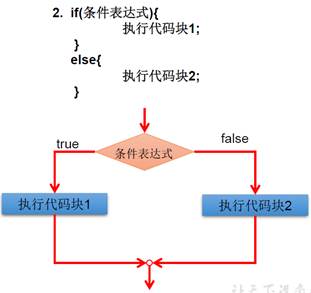 2. if(条件表达式){
执行代码块1;
}
else{
执行代码块2;
}
true
false
条件表达式
执行代码块1
执行代码块2